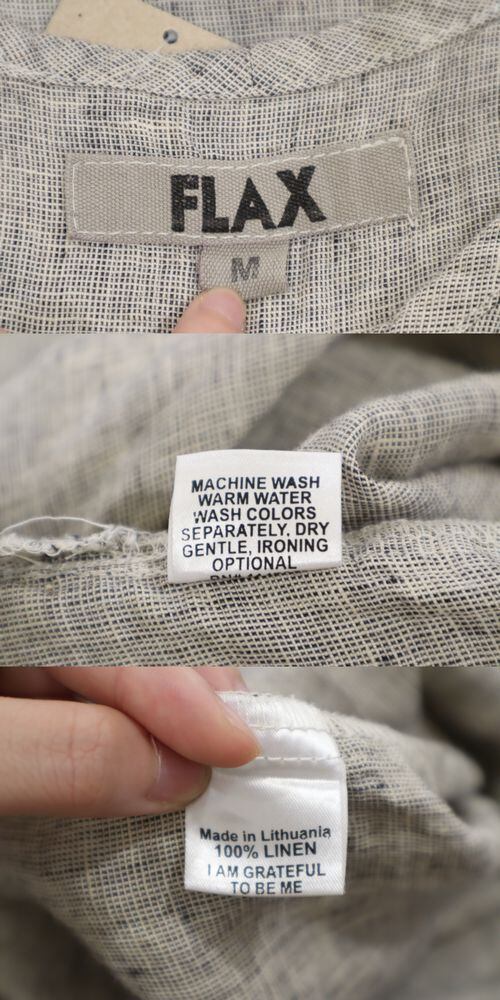 FLAX
M
MACHINE WASH
WARM WATER
WASH COLORS
SEPARATELY, DRY
GENTLE, IRONING
OPTIONAL
Made in Lithuania
100% LINEN
I AM GRATEFUL
TO BE ME